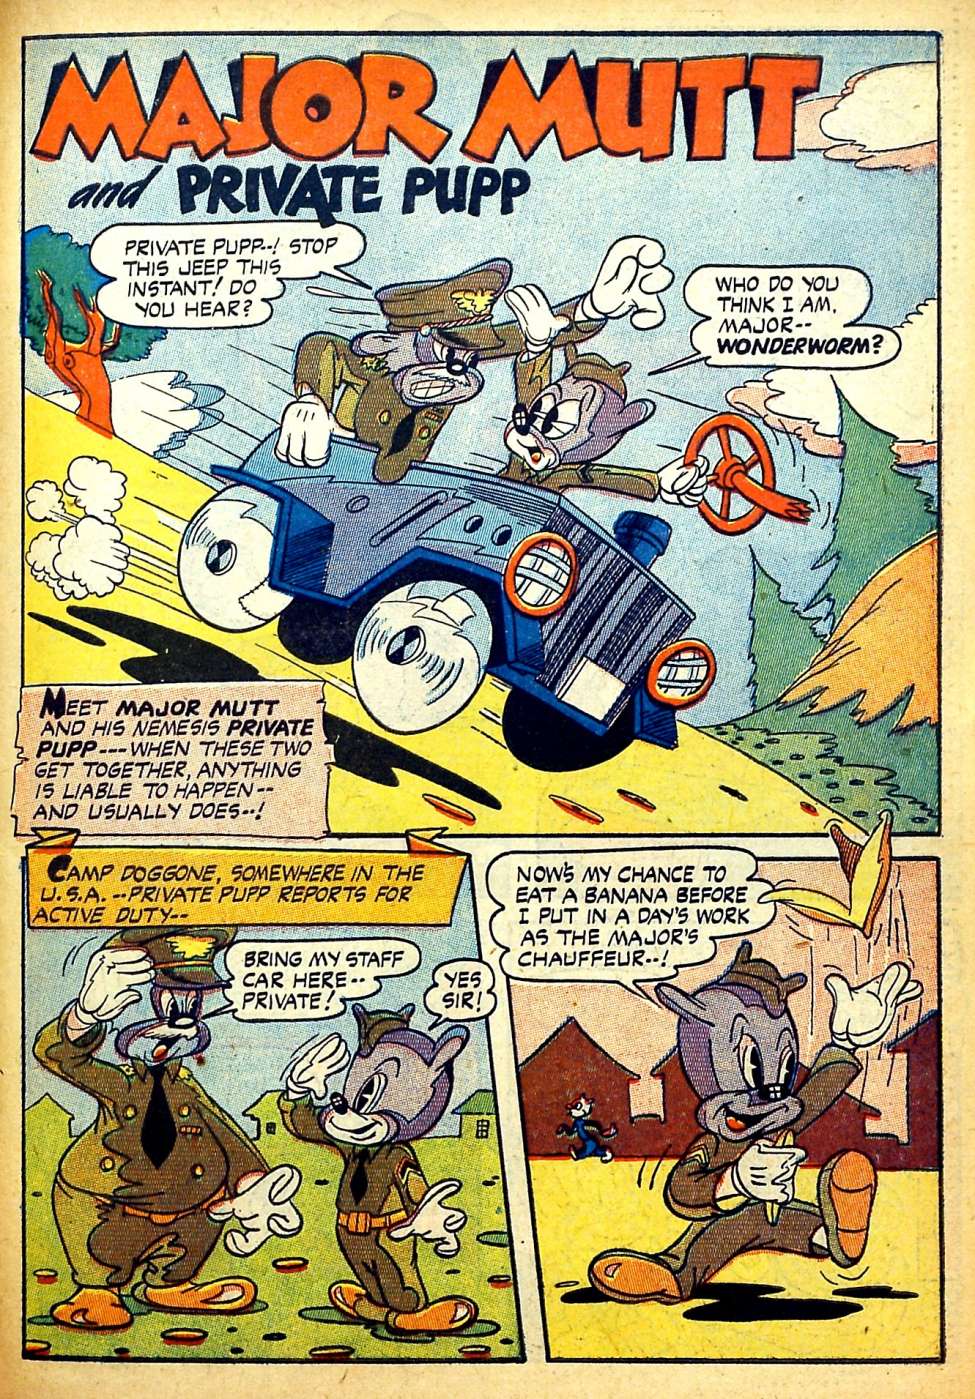 MAJOR MUTT
and PRIVATE PUPP
PRIVATE PUPP--! STOP
THIS JEEP THIS
INSTANT! DO
YOU HEAR?
WHO DO YOU
THINK I AM,
MAJOR--
WONDERWORM?
MEET MAJOR MUTT
AND HIS NEMESIS PRIVATE
PUPP---WHEN THESE TWO
GET TOGETHER, ANYTHING
IS LIABLE TO HAPPEN--
AND USUALLY DOES--!
CAMP DOGGONE, SOMEWHERE IN THE
U.S.A.--PRIVATE PUPP REPORTS FOR
ACTIVE DUTY--
BRING MY STAFF
CAR HERE--
PRIVATE!
YES
SIR!
NOW'S MY CHANCE TO
EAT A BANANA BEFORE
I PUT IN A DAY'S WORK
AS THE MAJOR'S
CHAUFFEUR--!